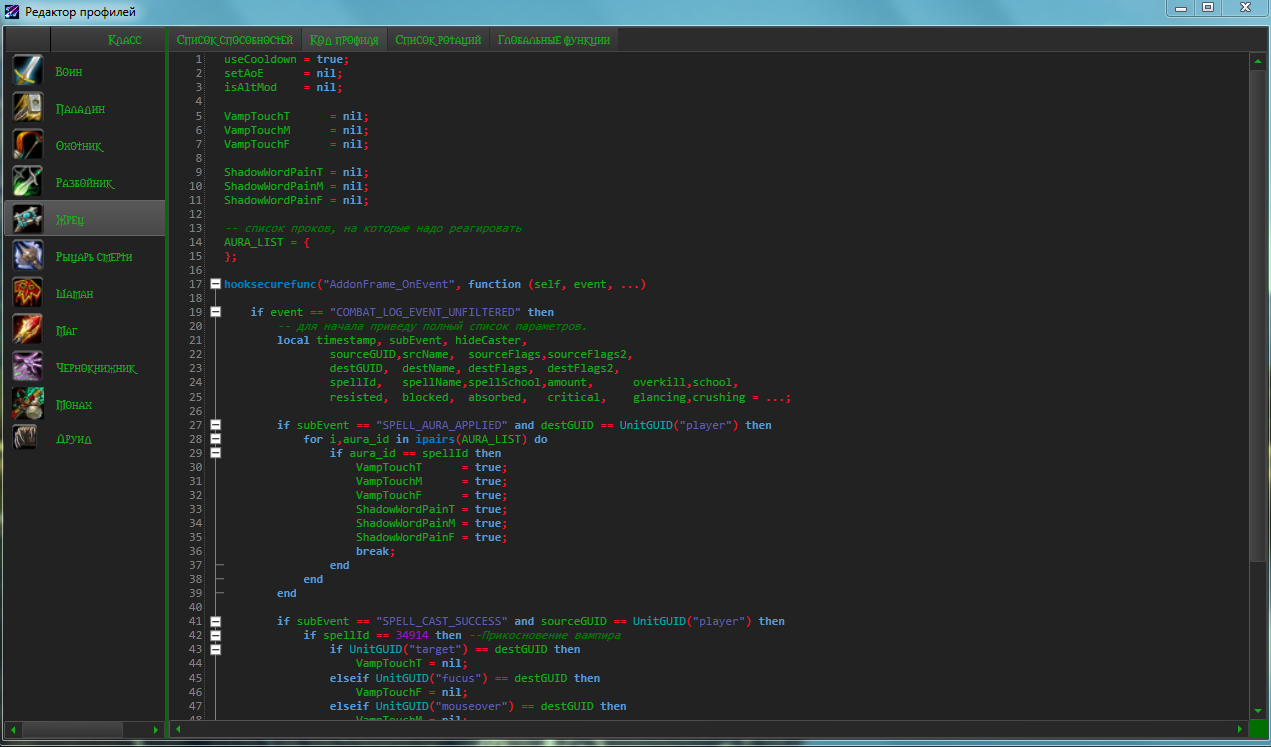 Редактор профилей
Класс
Список способностей Код профиля Список ротаций Глобальные функции
Воин
Паладин
Охотник
Разбойник
Жрец
Рыцарь смерти
Шаман
Маг
Чернокнижник
Монах
Друид
1 useCooldown = true;
2 setAoE = nil;
3 isAltMod = nil;
4
5 VampTouchT = nil;
6 VampTouchM = nil;
7 VampTouchF = nil;
8
9 ShadowWordPainT = nil;
10 ShadowWordPainM = nil;
11 ShadowWordPainF = nil;
12
13 -- список проков, на которые надо реагировать
14 AURA_LIST = {
15 };
16
17 hooksecurefunc("AddonFrame_OnEvent", function (self, event, ...)
18
19 if event == "COMBAT_LOG_EVENT_UNFILTERED" then
20 -- для начала приведу полный список параметров.
21 local timestamp, subEvent, hideCaster,
22 sourceGUID,srcName, sourceFlags,sourceFlags2,
23 destGUID, destName, destFlags, destFlags2,
24 spellId, spellName,spellSchool,amount, overkill,school,
25 resisted, blocked, absorbed, critical, glancing,crushing = ...;
26
27 if subEvent == "SPELL_AURA_APPLIED" and destGUID == UnitGUID("player") then
28 for i,aura_id in ipairs(AURA_LIST) do
29 if aura_id == spellId then
30 VampTouchT = true;
31 VampTouchM = true;
32 VampTouchF = true;
33 ShadowWordPainT = true;
34 ShadowWordPainM = true;
35 ShadowWordPainF = true;
36 break;
37 end
38 end
39 end
40
41 if subEvent == "SPELL_CAST_SUCCESS" and sourceGUID == UnitGUID("player") then
42 if spellId == 34914 then --Прикосновение вампира
43 if UnitGUID("target") == destGUID then
44 VampTouchT = nil;
45 elseif UnitGUID("fucus") == destGUID then
46 VampTouchF = nil;
47 elseif UnitGUID("mouseover") == destGUID then
48 VampTouchM = nil;